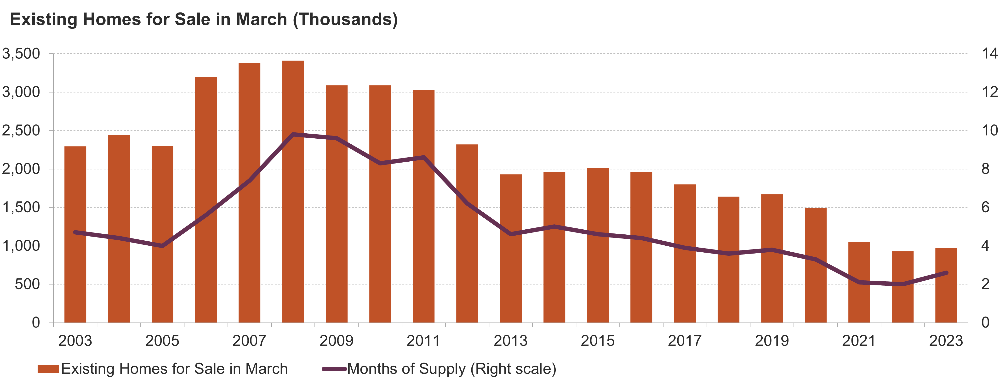 Existing Homes for Sale in March (Thousands)
3,500 14
3,000 12
2,500 10
2,000 8
1,500 6
1,000 4
500 2
0 0
2003 2005 2007 2009 2011 2013 2015 2017 2019 2021 2023
Existing Homes for Sale in March Months of Supply (Right scale)